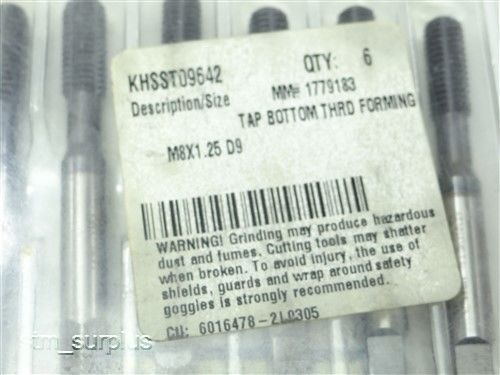 KHSST09642 QTY: 6
Description/Size MM# 1779183
TAP BOTTOM THRD FORMING
M8X1.25 D9
WARNING! Grinding may produce hazardous
dust and fumes. Cutting tools may shatter
when broken. To avoid injury, the use of
shields, guards and wrap around safety
goggles is strongly recommended.
Ctl: 6016478-2L0305
tm_surplus